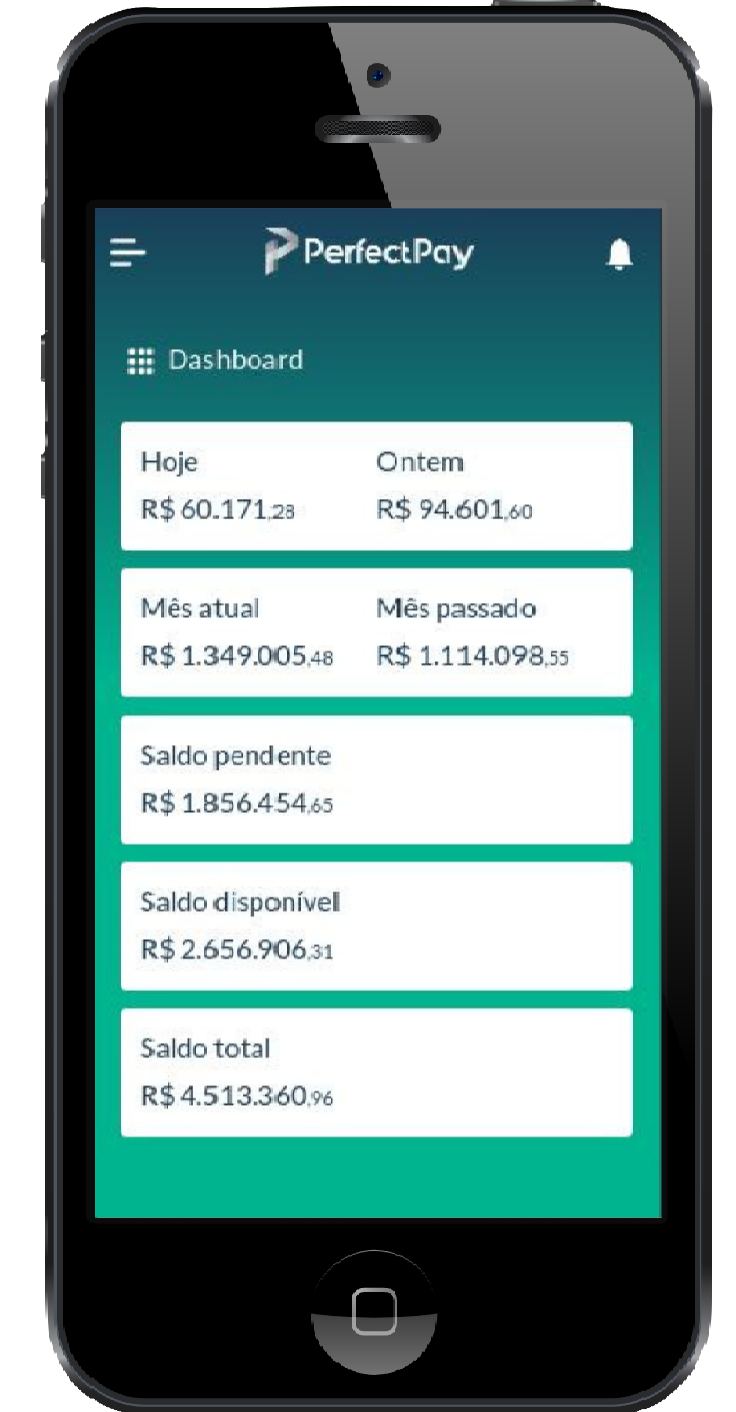 PerfectPay
Dashboard
Hoje
Ontem
R$ 60.171,28
R$ 94.601,60
Mês atual
Mês passado
R$ 1.349.005,48
R$ 1.114.098,55
Saldo pendente
R$ 1.856.454,65
Saldo disponível
R$ 2.656.906,31
Saldo total
R$ 4.513.360,96